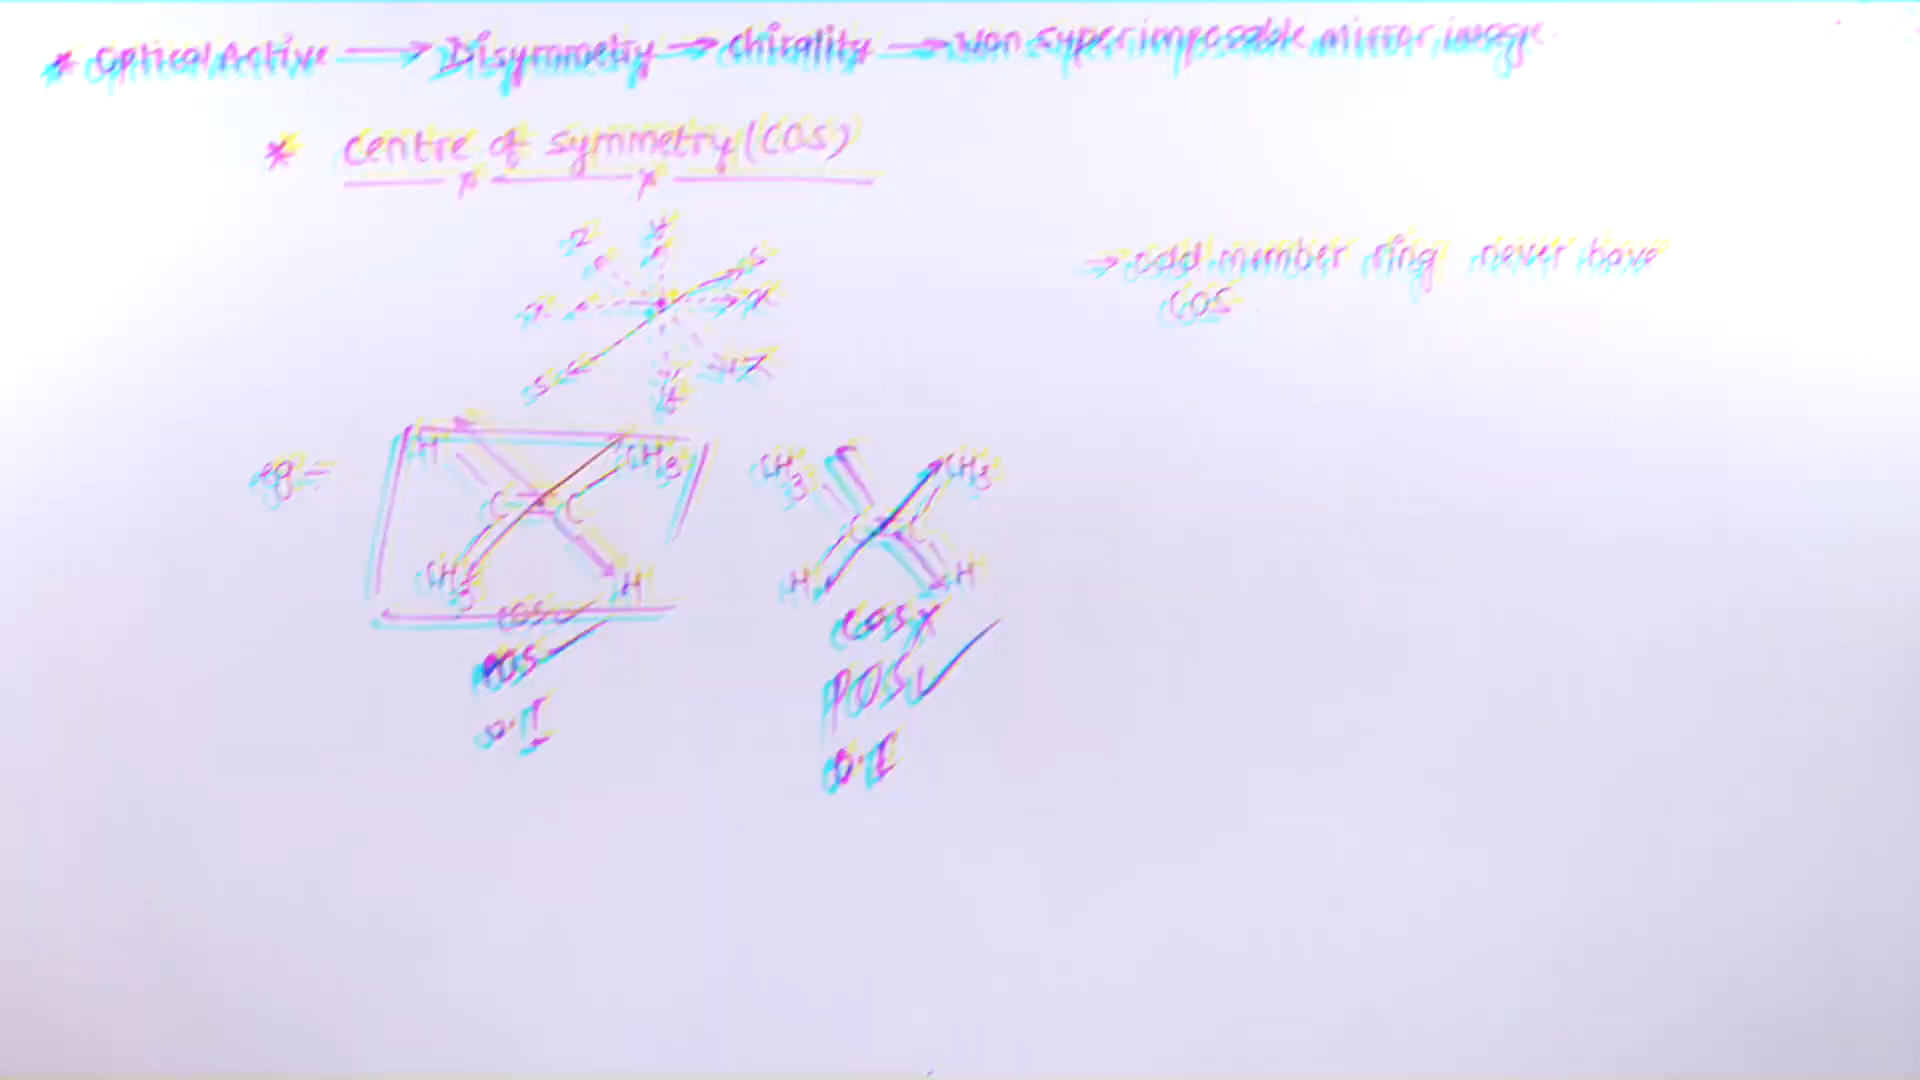 * Optical Active → Disymmetry → chirality → Non superimposable mirror image
* Centre of symmetry (COS)
Z Y S
X X
S Y Z
→ odd member ring never have
COS
eg =
H CH3
C = C
CH3 H
COS ✓
POS ✓
O.I
CH3 CH3
C = C
H H
COS X
POS ✓
O.I